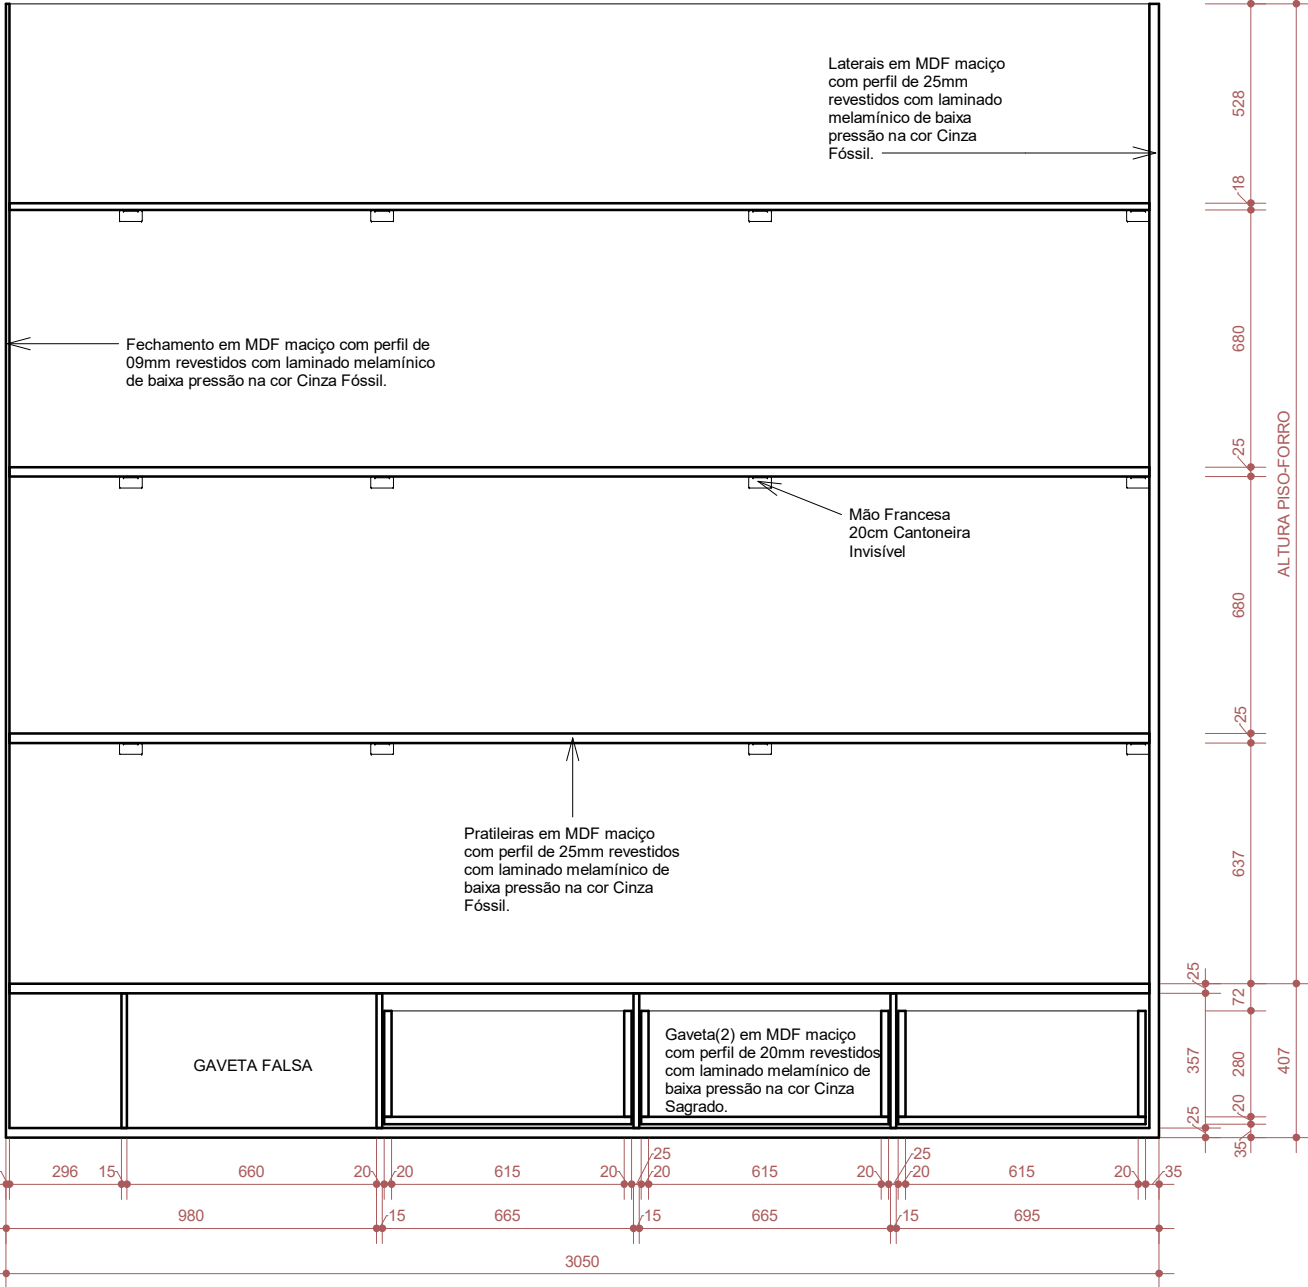 Laterais em MDF maciço
com perfil de 25mm
revestidos com laminado
melamínico de baixa
pressão na cor Cinza
Fóssil.
528
18
Fechamento em MDF maciço com perfil de
09mm revestidos com laminado melamínico
de baixa pressão na cor Cinza Fóssil.
680
25
ALTURA PISO-FORRO
Mão Francesa
20cm Cantoneira
Invisível
680
25
Pratileiras em MDF maciço
com perfil de 25mm revestidos
com laminado melamínico de
baixa pressão na cor Cinza
Fóssil.
637
25
72
GAVETA FALSA
Gaveta(2) em MDF maciço
com perfil de 20mm revestidos
com laminado melamínico de
baixa pressão na cor Cinza
Sagrado.
357
280
407
25
20
35
296 15 660 20 20 615 20 25 20 615 20 25 20 615 20 35
980 15 665 15 665 15 695
3050